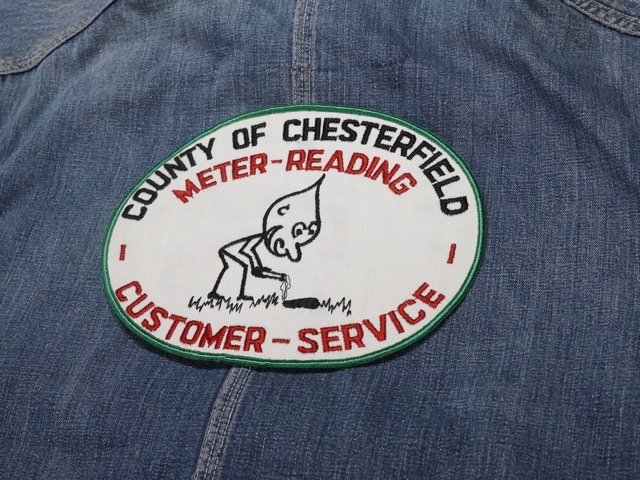 COUNTY OF CHESTERFIELD
METER-READING
- CUSTOMER-SERVICE -